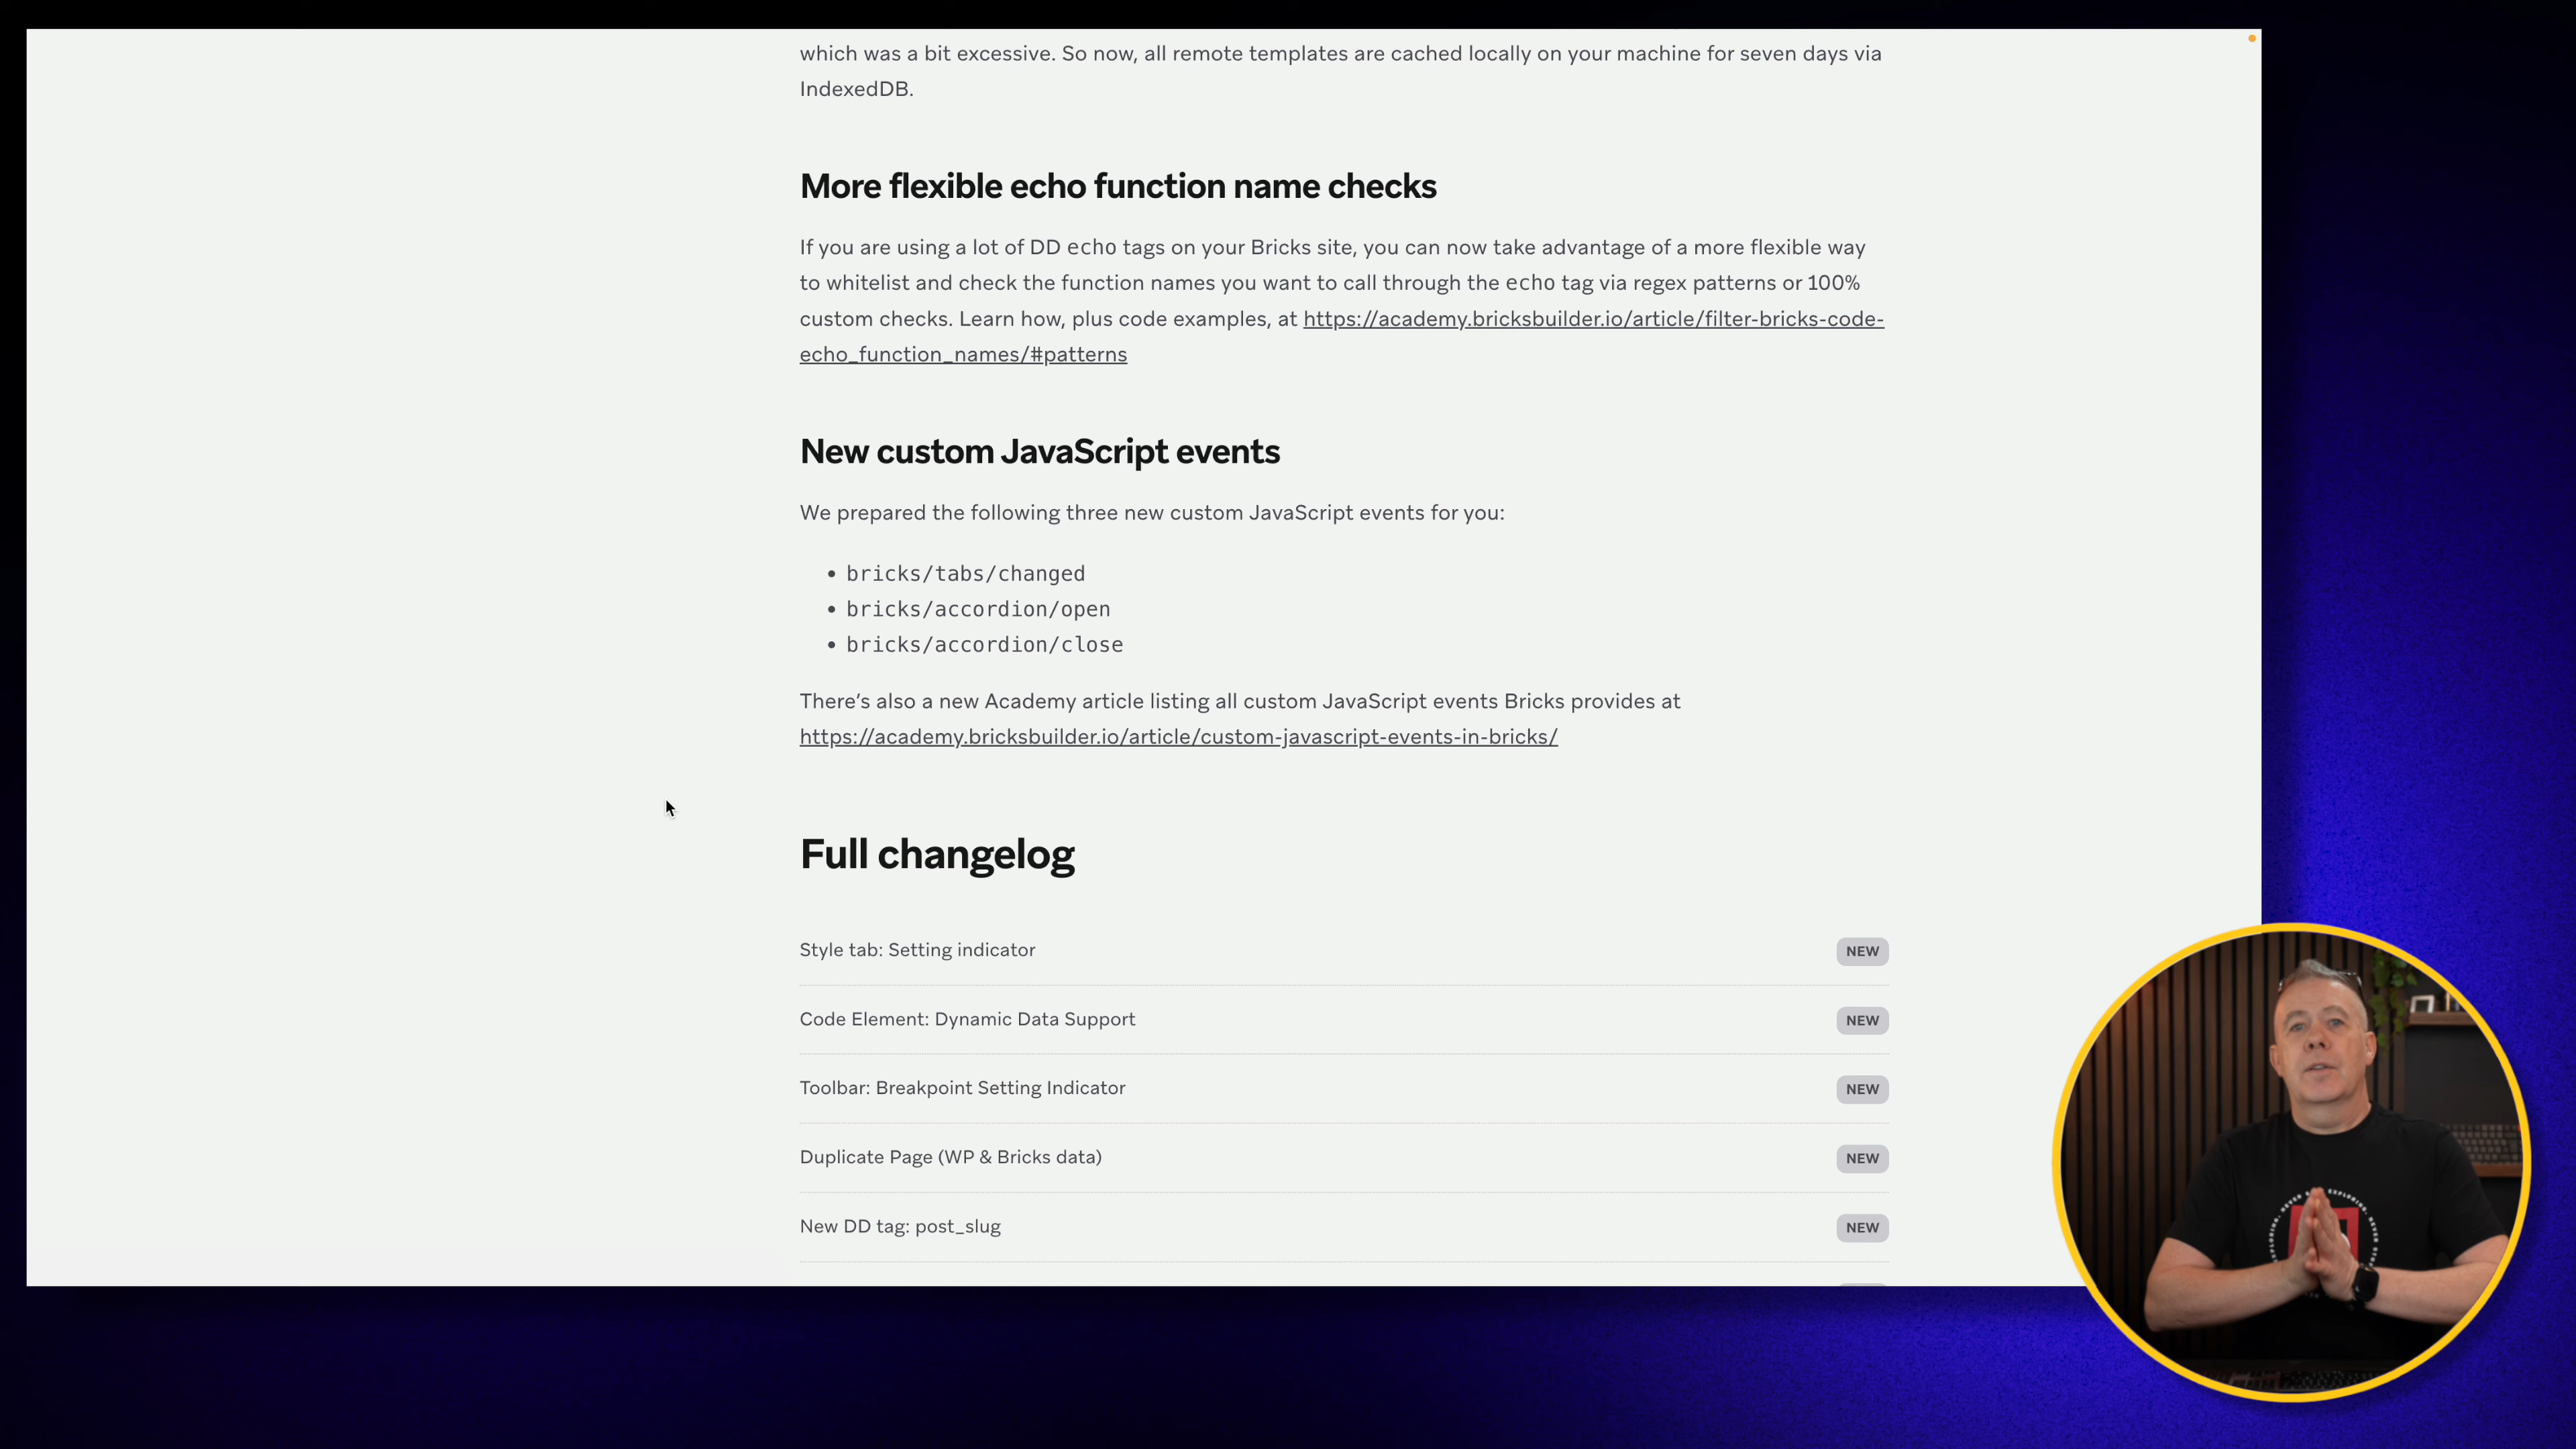 which was a bit excessive. So now, all remote templates are cached locally on your machine for seven days via
IndexedDB.
More flexible echo function name checks
If you are using a lot of DD echo tags on your Bricks site, you can now take advantage of a more flexible way
to whitelist and check the function names you want to call through the echo tag via regex patterns or 100%
custom checks. Learn how, plus code examples, at https://academy.bricksbuilder.io/article/filter-bricks-code-
echo_function_names/#patterns
New custom JavaScript events
We prepared the following three new custom JavaScript events for you:
• bricks/tabs/changed
• bricks/accordion/open
• bricks/accordion/close
There’s also a new Academy article listing all custom JavaScript events Bricks provides at
https://academy.bricksbuilder.io/article/custom-javascript-events-in-bricks/
Full changelog
Style tab: Setting indicator NEW
Code Element: Dynamic Data Support NEW
Toolbar: Breakpoint Setting Indicator NEW
Duplicate Page (WP & Bricks data) NEW
New DD tag: post_slug NEW